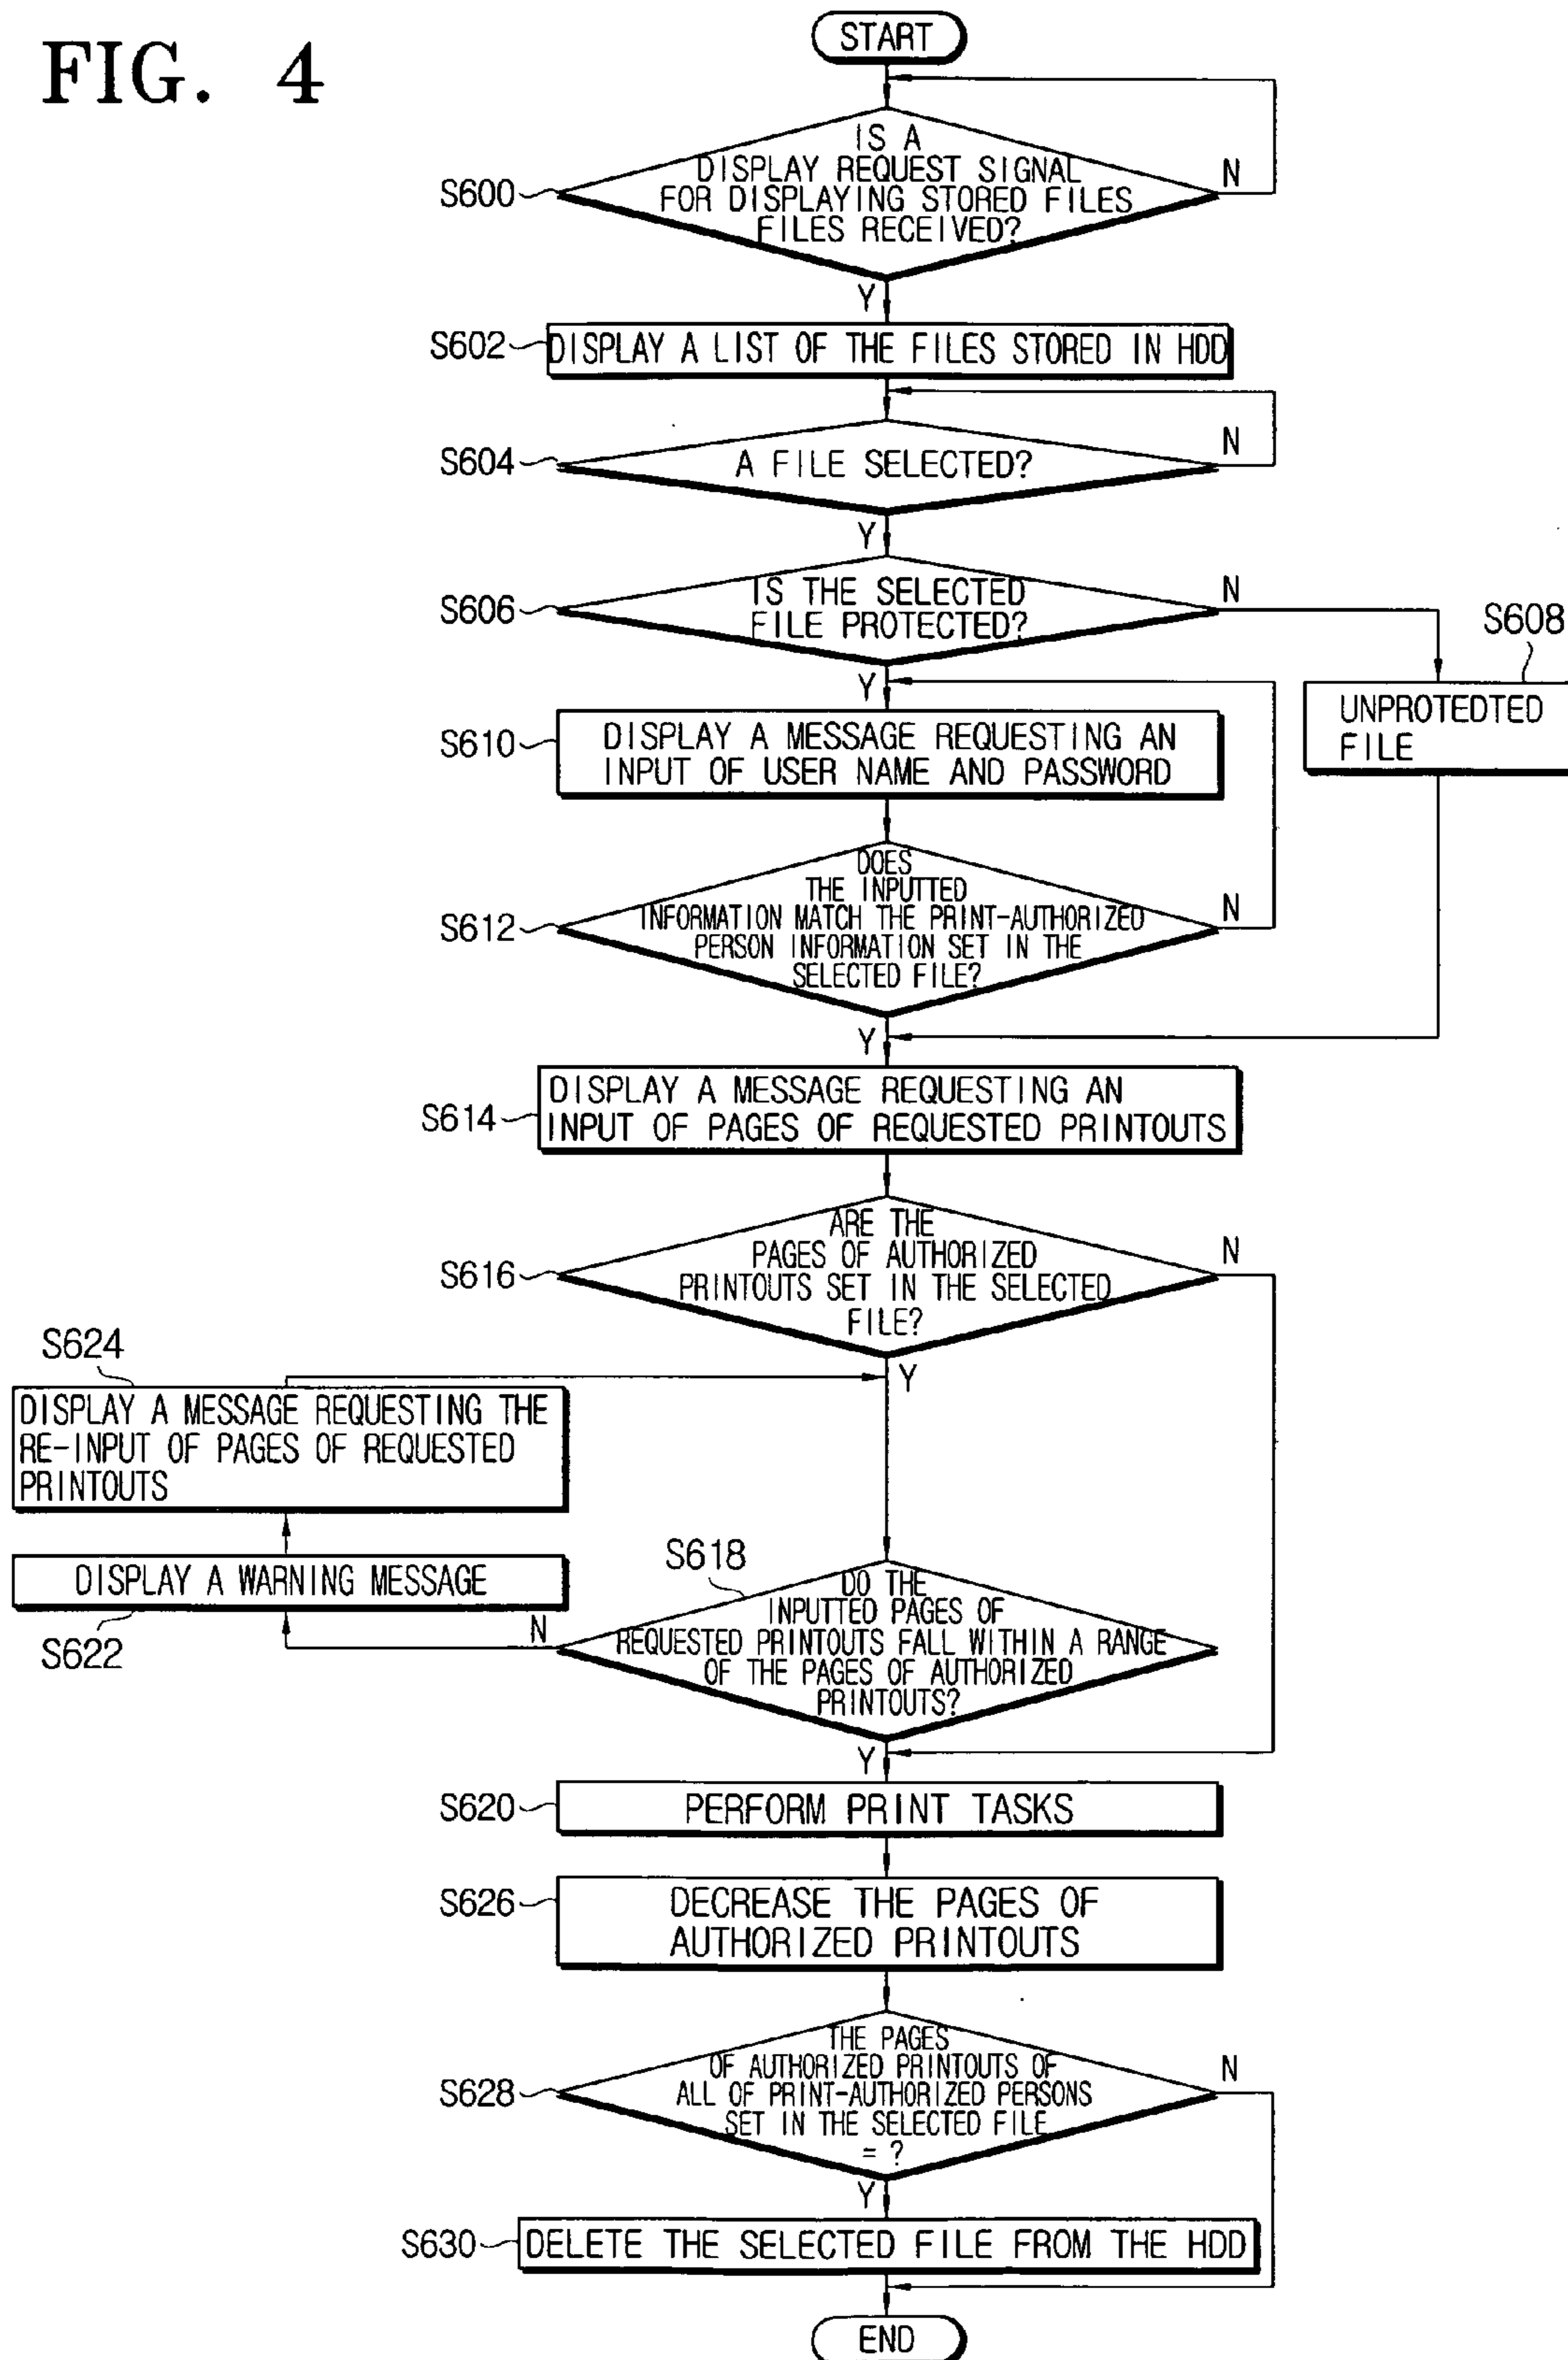 FIG. 4
START
IS A
DISPLAY REQUEST SIGNAL
FOR DISPLAYING STORED FILES
FILES RECEIVED?
S600
N
Y
S602
DISPLAY A LIST OF THE FILES STORED IN HDD
S604
A FILE SELECTED?
N
Y
S606
IS THE SELECTED
FILE PROTECTED?
N
Y
S608
UNPROTEDTED
FILE
S610
DISPLAY A MESSAGE REQUESTING AN
INPUT OF USER NAME AND PASSWORD
S612
DOES
THE INPUTTED
INFORMATION MATCH THE PRINT-AUTHORIZED
PERSON INFORMATION SET IN THE
SELECTED FILE?
N
Y
S614
DISPLAY A MESSAGE REQUESTING AN
INPUT OF PAGES OF REQUESTED PRINTOUTS
S616
ARE THE
PAGES OF AUTHORIZED
PRINTOUTS SET IN THE SELECTED
FILE?
N
Y
S624
DISPLAY A MESSAGE REQUESTING THE
RE-INPUT OF PAGES OF REQUESTED
PRINTOUTS
DISPLAY A WARNING MESSAGE
S622
S618
DO THE
INPUTTED PAGES OF
REQUESTED PRINTOUTS FALL WITHIN A RANGE
OF THE PAGES OF AUTHORIZED
PRINTOUTS?
N
Y
S620
PERFORM PRINT TASKS
S626
DECREASE THE PAGES OF
AUTHORIZED PRINTOUTS
S628
THE PAGES
OF AUTHORIZED PRINTOUTS OF
ALL OF PRINT-AUTHORIZED PERSONS
SET IN THE SELECTED FILE
= ?
N
Y
S630
DELETE THE SELECTED FILE FROM THE HDD
END